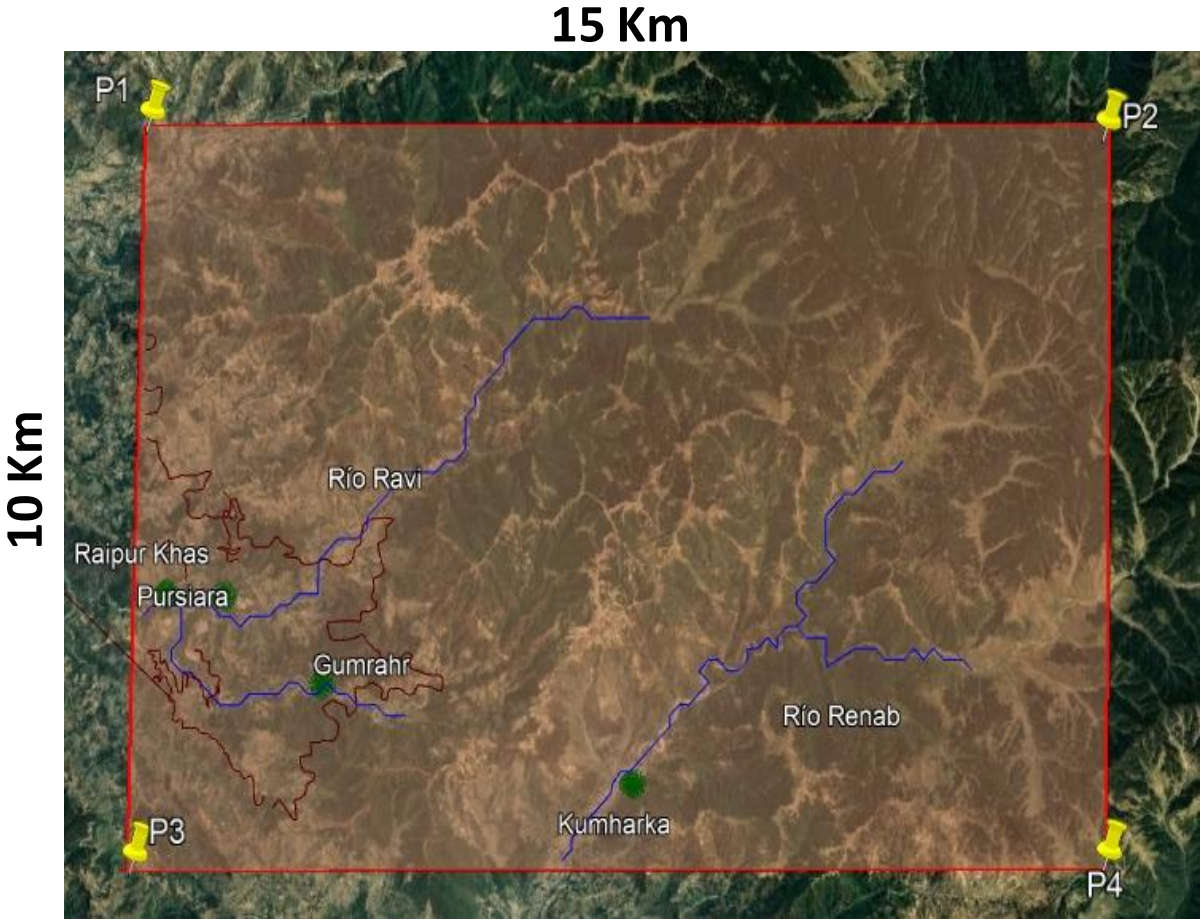 15 Km
P1
P2
10 Km
Río Ravi
Raipur Khas
Pursiara
Gumrahr
Río Renab
Kumharka
P3
P4